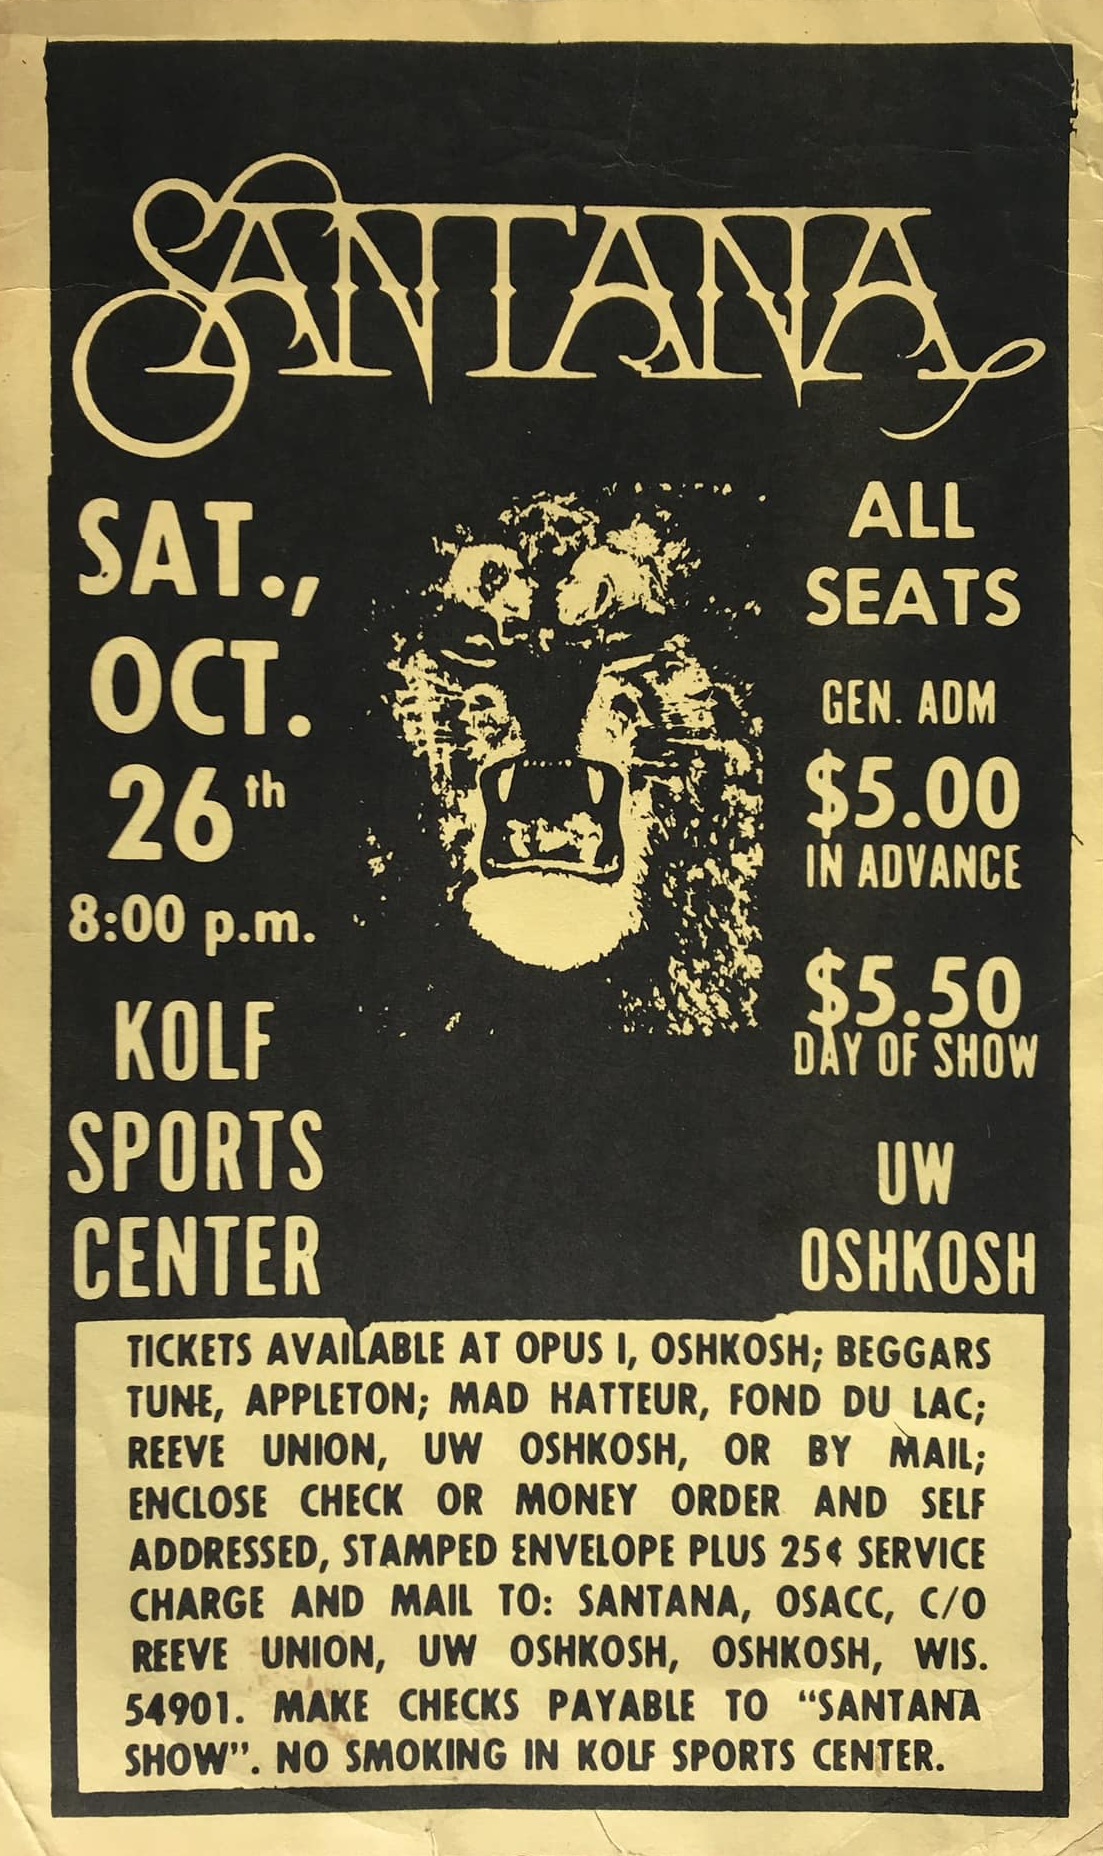 SANTANA
SAT.,
OCT.
26th
8:00 p.m.
KOLF
SPORTS
CENTER
ALL
SEATS
GEN. ADM
$5.00
IN ADVANCE
$5.50
DAY OF SHOW
UW
OSHKOSH
TICKETS AVAILABLE AT OPUS I, OSHKOSH; BEGGARS
TUNE, APPLETON; MAD HATTEUR, FOND DU LAC;
REEVE UNION, UW OSHKOSH, OR BY MAIL;
ENCLOSE CHECK OR MONEY ORDER AND SELF
ADDRESSED, STAMPED ENVELOPE PLUS 25¢ SERVICE
CHARGE AND MAIL TO: SANTANA, OSACC, C/O
REEVE UNION, UW OSHKOSH, OSHKOSH, WIS.
54901. MAKE CHECKS PAYABLE TO “SANTANA
SHOW”. NO SMOKING IN KOLF SPORTS CENTER.